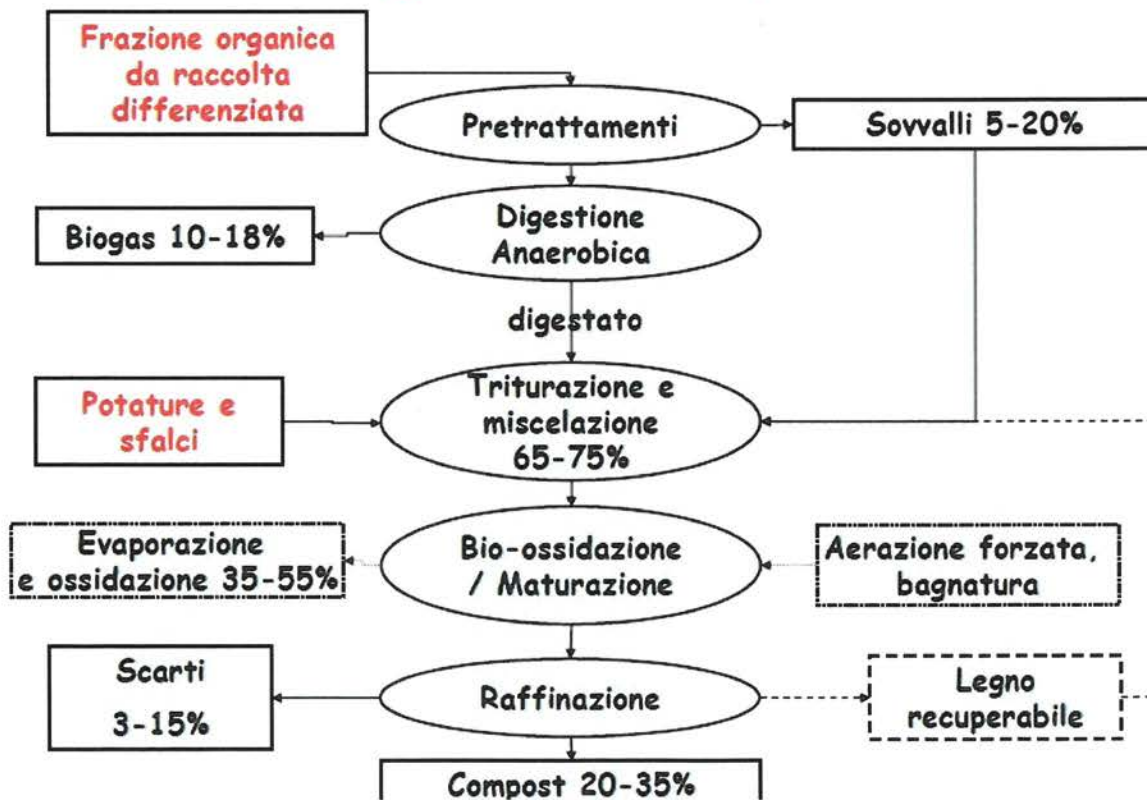 Frazione organica
da raccolta
differenziata
Pretrattamenti
Sovvalli 5-20%
Digestione
Anaerobica
Biogas 10-18%
digestato
Triturazione e
miscelazione
65-75%
Potature e
sfalci
Evaporazione
e ossidazione 35-55%
Bio-ossidazione
/ Maturazione
Aerazione forzata,
bagnatura
Scarti
3-15%
Raffinazione
Legno
recuperabile
Compost 20-35%